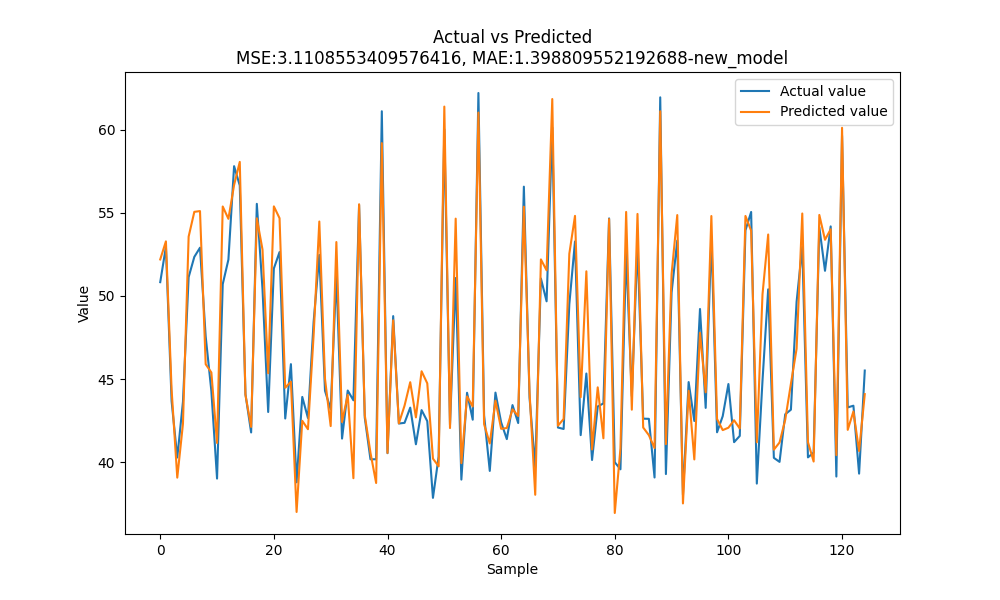 Actual vs Predicted
MSE:3.1108553409576416, MAE:1.398809552192688-new_model
Actual value
Predicted value
60
55
50
45
40
Value
0 20 40 60 80 100 120
Sample